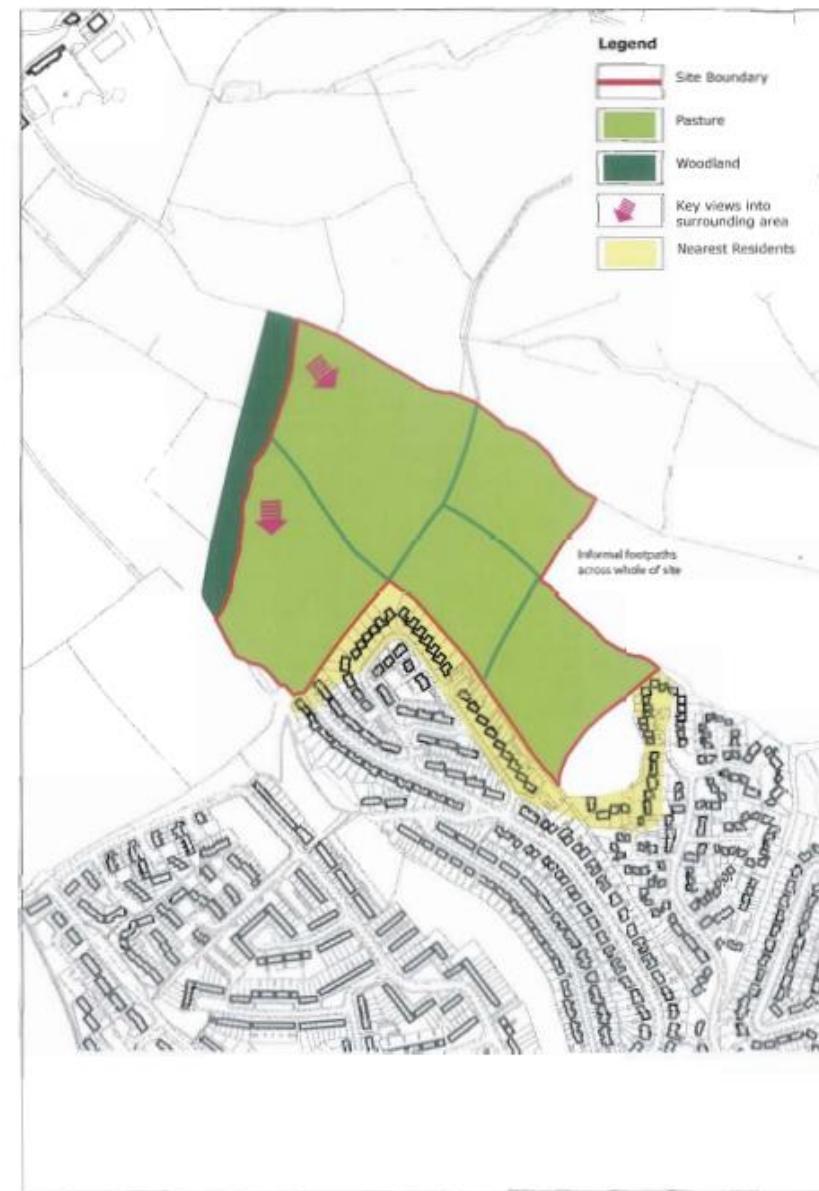 Legend
Site Boundary
Pasture
Woodland
Key views into
surrounding area
Nearest Residents
Informal footpaths
across whole of site